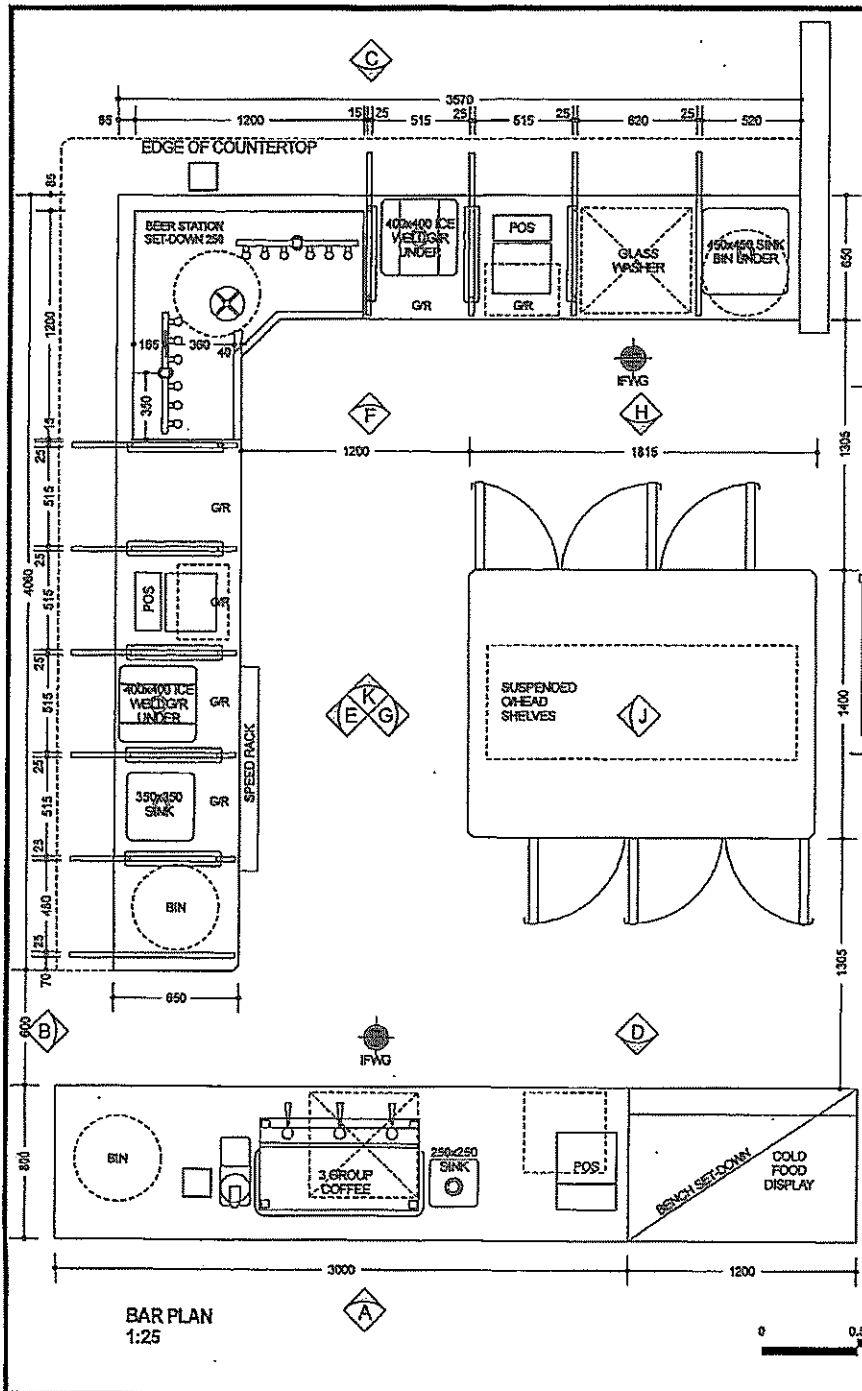 C
3570
85
1200
15
25
515
25
515
25
620
25
520
EDGE OF COUNTERTOP
85
BEER STATION
SET-DOWN 250
400x400 ICE
WELL G/R
UNDER
G/R
POS
G/R
GLASS
WASHER
450x450 SINK
BIN UNDER
650
1200
165
360
40
350
15
IFWG
F
H
1200
1815
1305
25
515
G/R
25
515
POS
G/R
4060
25
515
400x400 ICE
WELL G/R
UNDER
G/R
SPEED RACK
25
515
350x350
SINK
G/R
25
480
BIN
25
70
K
E
G
SUSPENDED
O/HEAD
SHELVES
J
1400
650
600
B
IFWG
D
1305
800
BIN
3 GROUP
COFFEE
250x250
SINK
POS
BENCH SET-DOWN
COLD
FOOD
DISPLAY
3000
1200
A
BAR PLAN
1:25
0